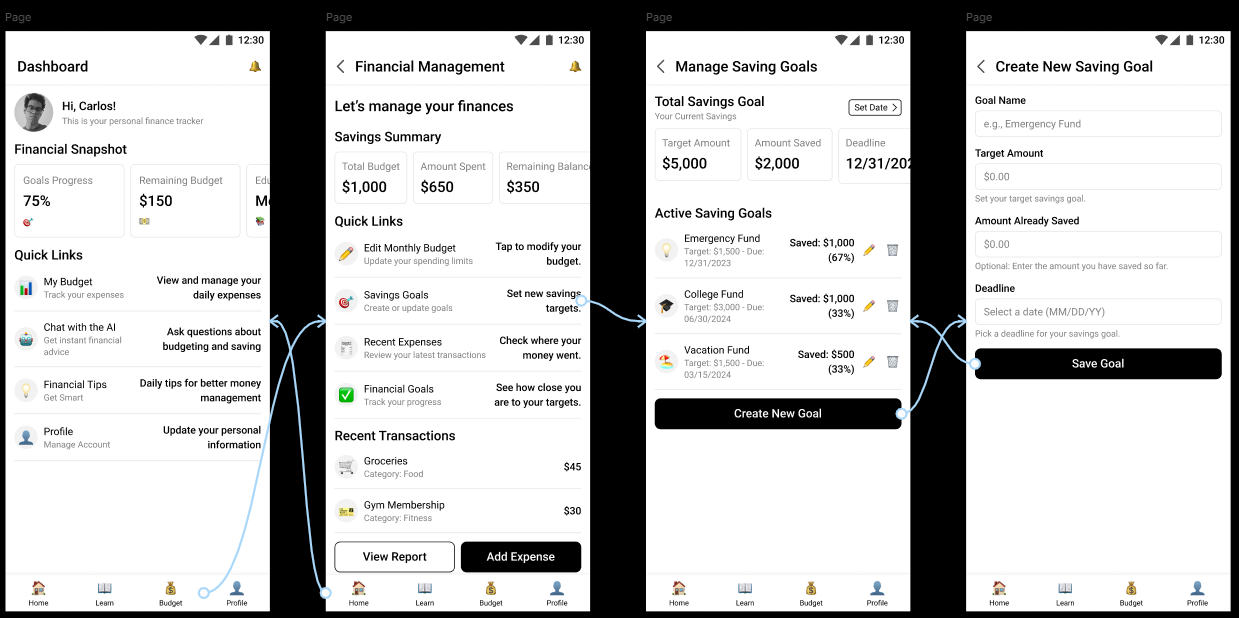 Page
12:30
Dashboard
Hi, Carlos!
This is your personal finance tracker
Financial Snapshot
Goals Progress
75%
Remaining Budget
$150
Quick Links
My Budget
Track your expenses
View and manage your
daily expenses
Chat with the AI
Get instant financial
advice
Ask questions about
budgeting and saving
Financial Tips
Get Smart
Daily tips for better money
management
Profile
Manage Account
Update your personal
information
Home
Learn
Budget
Profile
Page
12:30
Financial Management
Let's manage your finances
Savings Summary
Total Budget
$1,000
Amount Spent
$650
Remaining Balance
$350
Quick Links
Edit Monthly Budget
Update your spending limits
Tap to modify your
budget.
Savings Goals
Create or update goals
Set new savings
targets.
Recent Expenses
Review your latest transactions
Check where your
money went.
Financial Goals
Track your progress
See how close you
are to your targets.
Recent Transactions
Groceries
Category: Food
$45
Gym Membership
Category: Fitness
$30
View Report
Add Expense
Home
Learn
Budget
Profile
Page
12:30
Manage Saving Goals
Total Savings Goal
Your Current Savings
Set Date
Target Amount
$5,000
Amount Saved
$2,000
Deadline
12/31/202
Active Saving Goals
Emergency Fund
Target: $1,500 - Due:
12/31/2023
Saved: $1,000
(67%)
College Fund
Target: $3,000 - Due:
06/30/2024
Saved: $1,000
(33%)
Vacation Fund
Target: $1,500 - Due:
03/15/2024
Saved: $500
(33%)
Create New Goal
Home
Learn
Budget
Profile
Page
12:30
Create New Saving Goal
Goal Name
e.g., Emergency Fund
Target Amount
$0.00
Set your target savings goal.
Amount Already Saved
$0.00
Optional: Enter the amount you have saved so far.
Deadline
Select a date (MM/DD/YY)
Pick a deadline for your savings goal.
Save Goal
Home
Learn
Budget
Profile